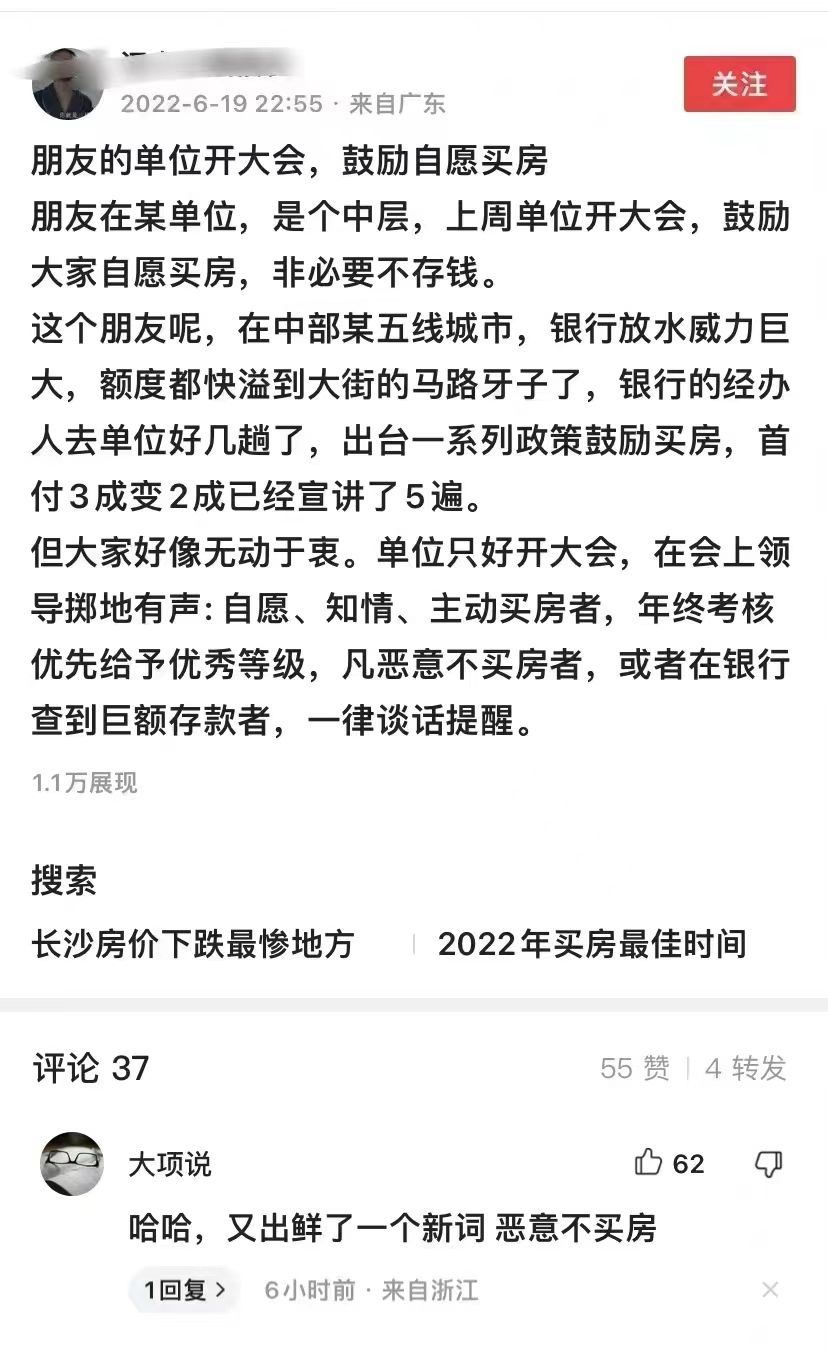 2022-6-19 22:55 · 来自广东
关注
朋友的单位开大会，鼓励自愿买房
朋友在某单位，是个中层，上周单位开大会，鼓励
大家自愿买房，非必要不存钱。
这个朋友呢，在中部某五线城市，银行放水威力巨
大，额度都快溢到大街的马路牙子了，银行的经办
人去单位好几趟了，出台一系列政策鼓励买房，首
付3成变2成已经宣讲了5遍。
但大家好像无动于衷。单位只好开大会，在会上领
导掷地有声：自愿、知情、主动买房者，年终考核
优先给予优秀等级，凡恶意不买房者，或者在银行
查到巨额存款者，一律谈话提醒。
1.1万展现
搜索
长沙房价下跌最惨地方 | 2022年买房最佳时间
评论 37 55 赞 | 4 转发
大项说 62
哈哈，又出鲜了一个新词 恶意不买房
1回复 > 6小时前 · 来自浙江 ×